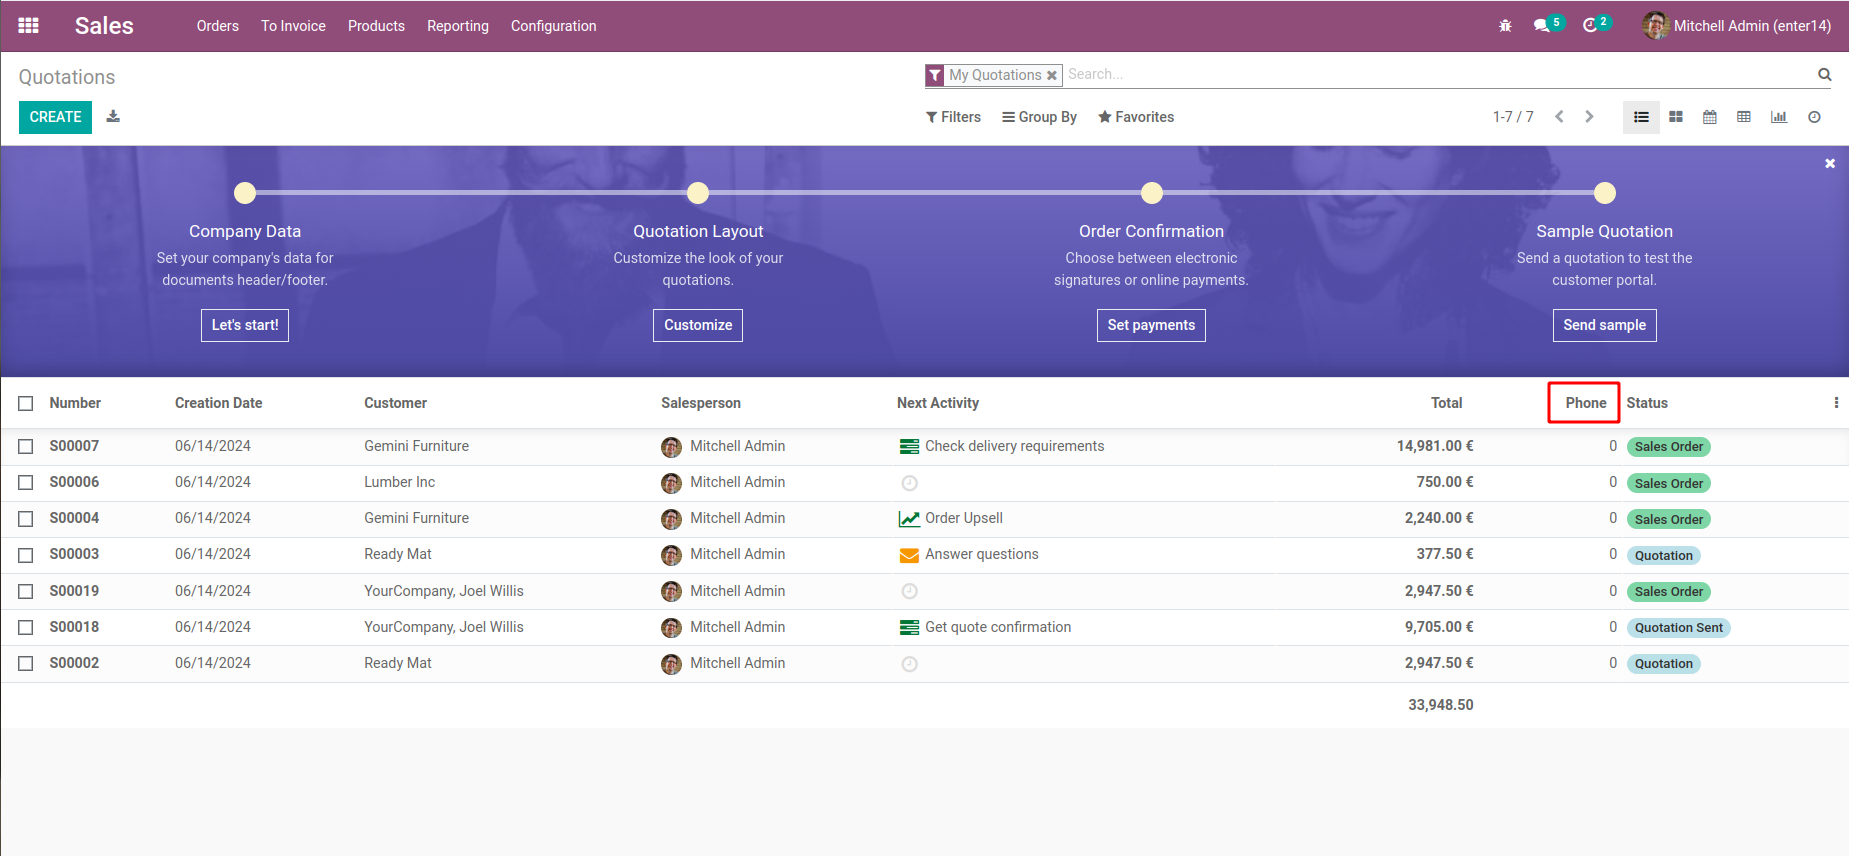 Sales Orders To Invoice Products Reporting Configuration 5 2 Mitchell Admin (enter14)
Quotations My Quotations Search...
CREATE Filters Group By Favorites 1-7 / 7
Company Data Quotation Layout Order Confirmation Sample Quotation
Set your company's data for Customize the look of your Choose between electronic Send a quotation to test the
documents header/footer. quotations. signatures or online payments. customer portal.
Let's start! Customize Set payments Send sample
Number Creation Date Customer Salesperson Next Activity Total Phone Status
S00007 06/14/2024 Gemini Furniture Mitchell Admin Check delivery requirements 14,981.00 € 0 Sales Order
S00006 06/14/2024 Lumber Inc Mitchell Admin 750.00 € 0 Sales Order
S00004 06/14/2024 Gemini Furniture Mitchell Admin Order Upsell 2,240.00 € 0 Sales Order
S00003 06/14/2024 Ready Mat Mitchell Admin Answer questions 377.50 € 0 Quotation
S00019 06/14/2024 YourCompany, Joel Willis Mitchell Admin 2,947.50 € 0 Sales Order
S00018 06/14/2024 YourCompany, Joel Willis Mitchell Admin Get quote confirmation 9,705.00 € 0 Quotation Sent
S00002 06/14/2024 Ready Mat Mitchell Admin 2,947.50 € 0 Quotation
33,948.50